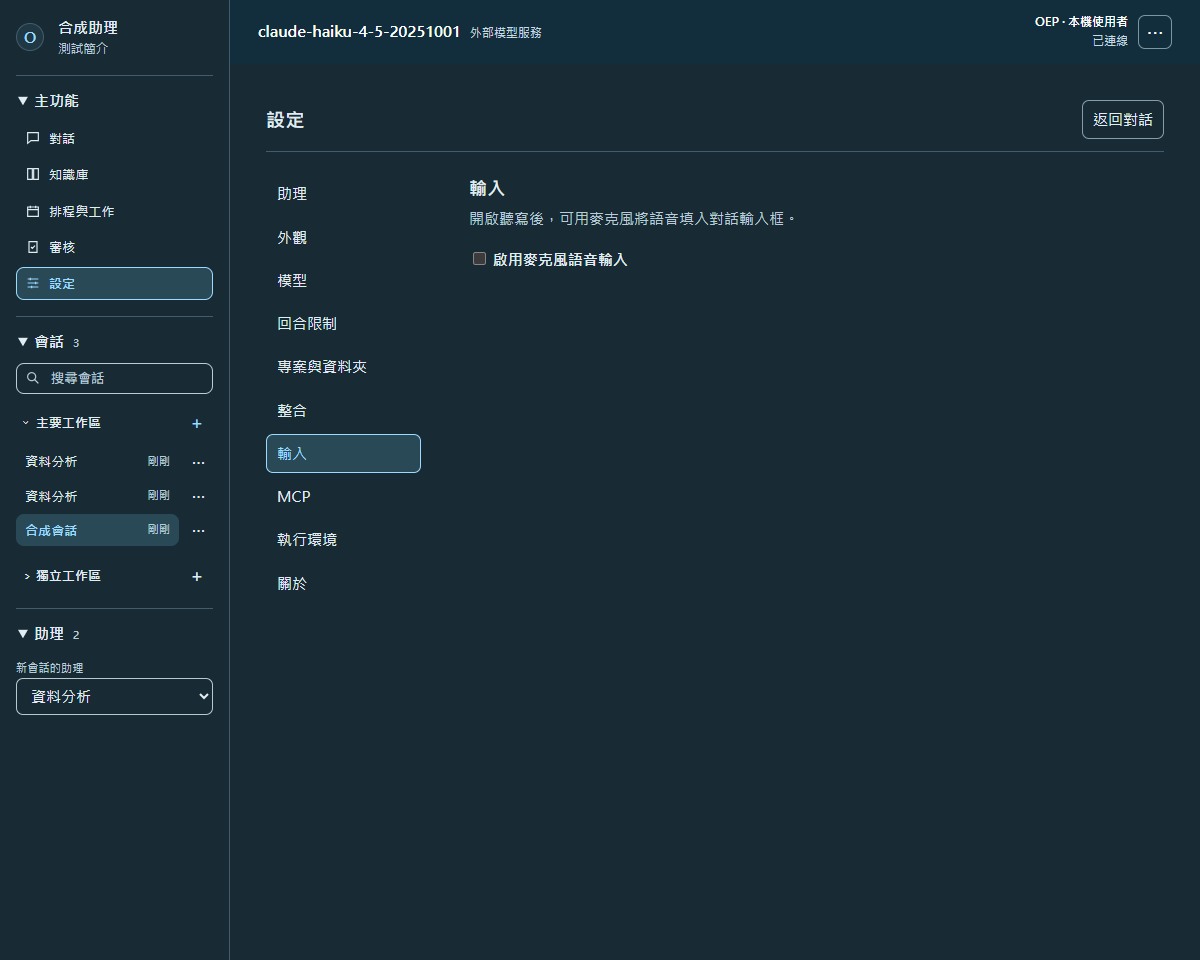 O
合成助理
測試簡介
▼ 主功能
對話
知識庫
排程與工作
審核
設定
▼ 會話 3
搜尋會話
主要工作區 +
資料分析 剛剛 ...
資料分析 剛剛 ...
合成會話 剛剛 ...
獨立工作區 +
▼ 助理 2
新會話的助理
資料分析
claude-haiku-4-5-20251001 外部模型服務
OEP · 本機使用者
已連線
...
設定
返回對話
助理
外觀
模型
回合限制
專案與資料夾
整合
輸入
MCP
執行環境
關於
輸入
開啟聽寫後，可用麥克風將語音填入對話輸入框。
啟用麥克風語音輸入